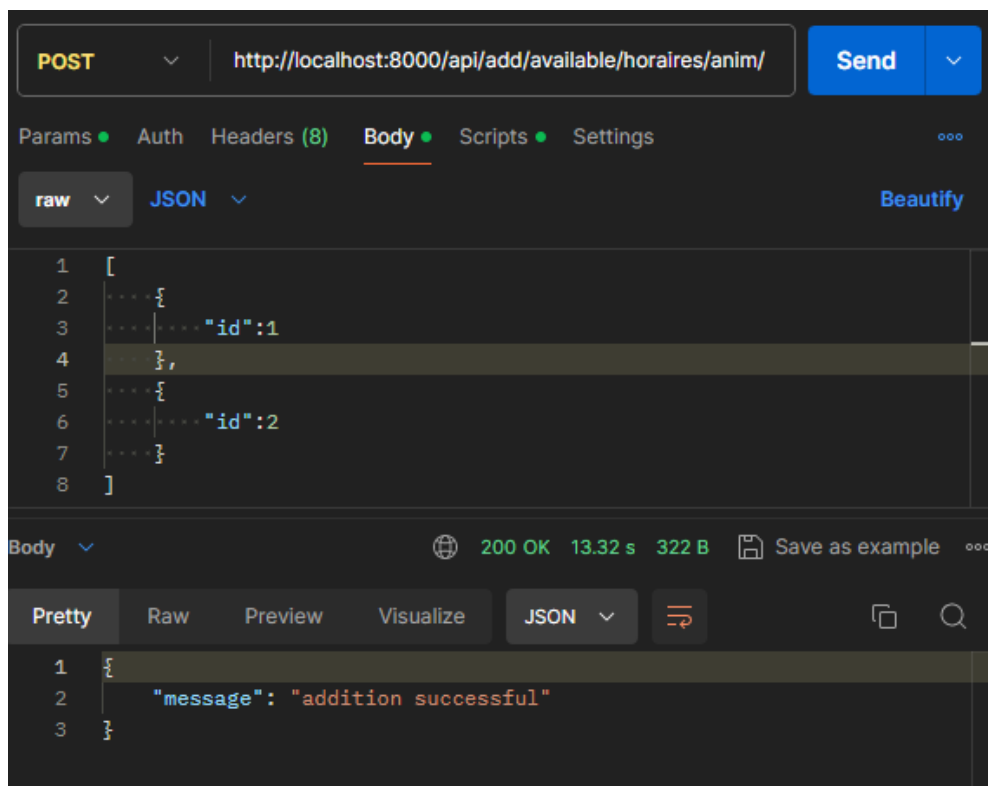 POST http://localhost:8000/api/add/available/horaires/anim/ Send
Params Auth Headers (8) Body Scripts Settings
raw JSON Beautify
1 [
2 {
3 "id":1
4 },
5 {
6 "id":2
7 }
8 ]
Body 200 OK 13.32 s 322 B Save as example
Pretty Raw Preview Visualize JSON
1 {
2 "message": "addition successful"
3 }